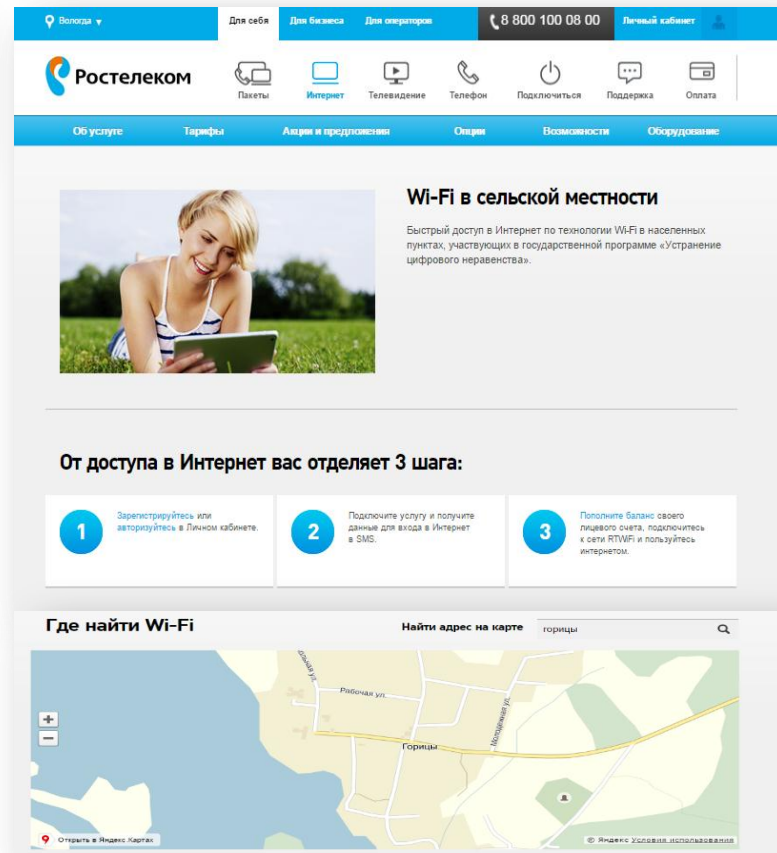 Вологда
Для себя
Для бизнеса
Для операторов
8 800 100 08 00
Личный кабинет
Ростелеком
Пакеты
Интернет
Телевидение
Телефон
Подключиться
Поддержка
Оплата
Об услуге
Тарифы
Акции и предложения
Опции
Возможности
Оборудование
Wi-Fi в сельской местности
Быстрый доступ в Интернет по технологии Wi-Fi в населенных
пунктах, участвующих в государственной программе «Устранение
цифрового неравенства».
От доступа в Интернет вас отделяет 3 шага:
1
Зарегистрируйтесь или
авторизуйтесь в Личном кабинете.
2
Подключите услугу и получите
данные для входа в Интернет
в SMS.
3
Пополните баланс своего
лицевого счета, подключитесь
к сети RTWiFi и пользуйтесь
интернетом.
Где найти Wi-Fi
Найти адрес на карте
горицы
Рабочая ул.
Молодежная ул.
Горицы
Открыть в Яндекс.Картах
© Яндекс Условия использования